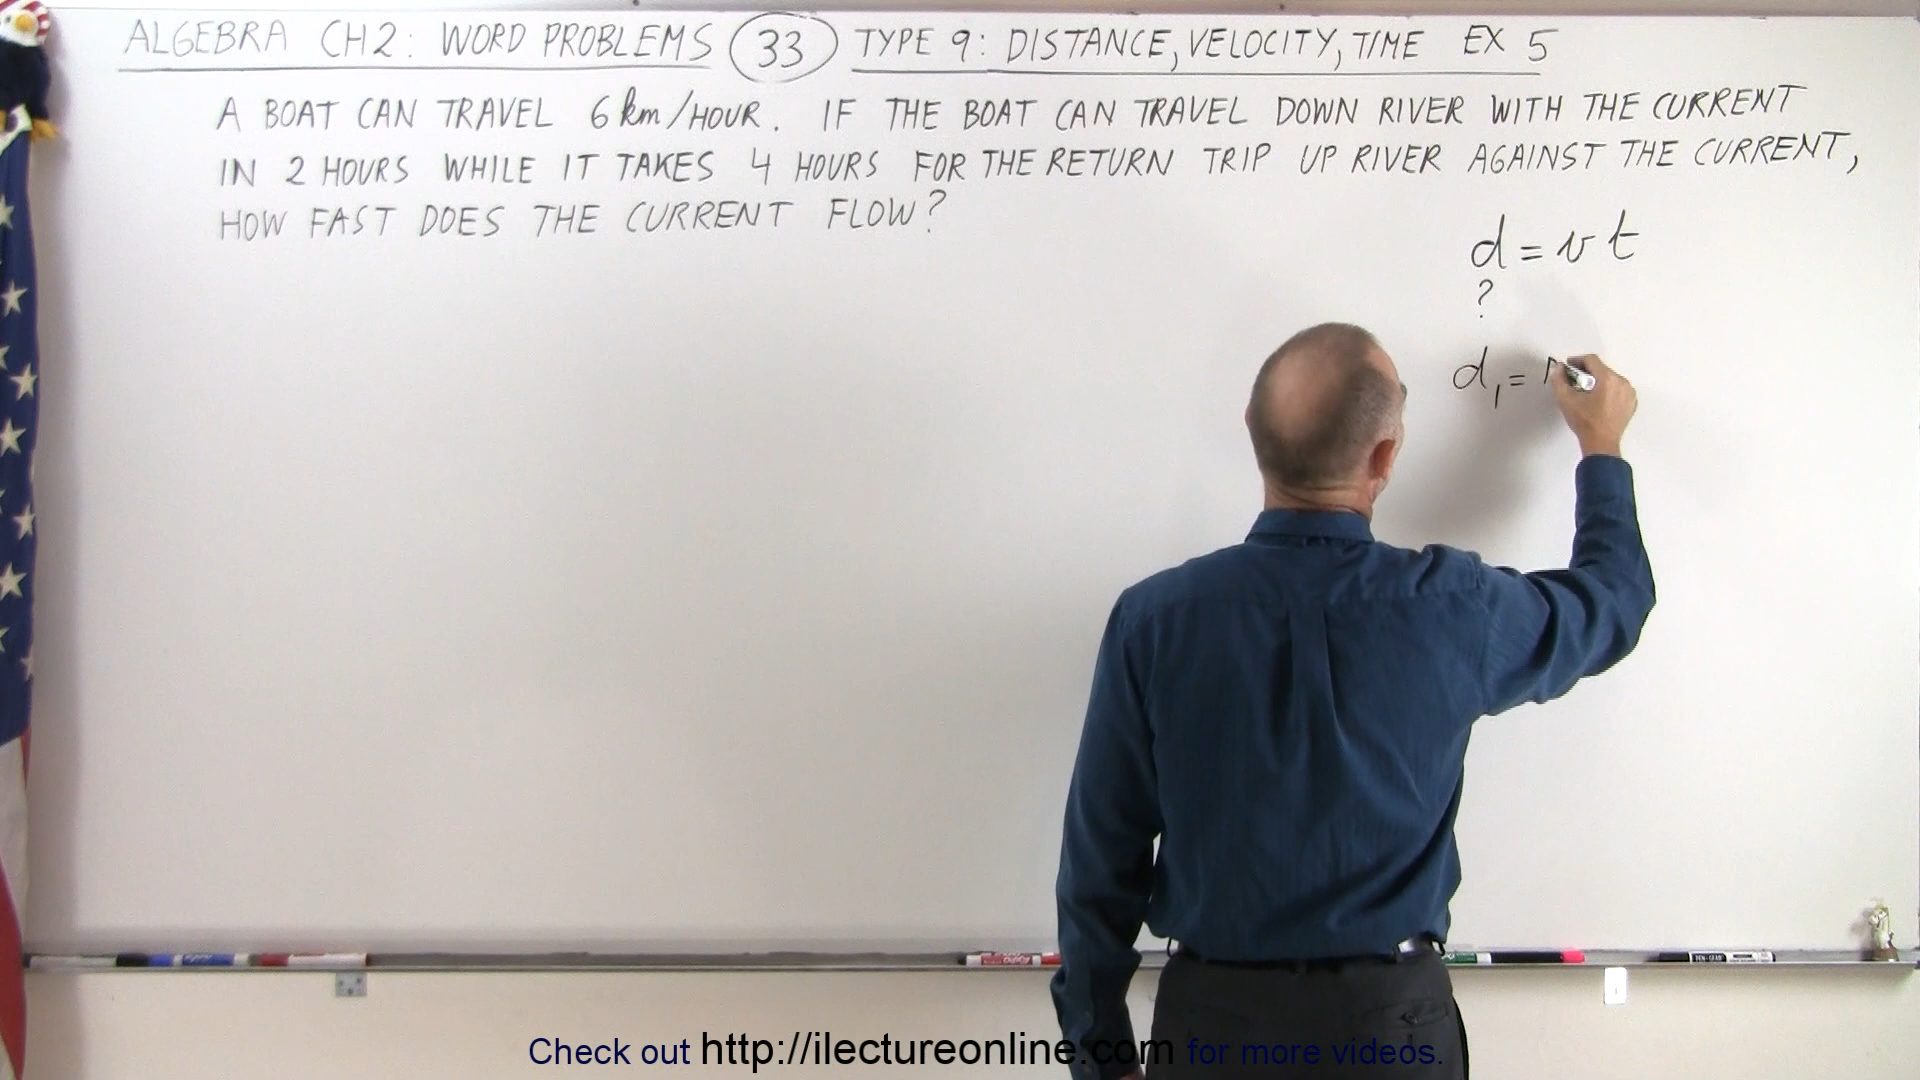 ALGEBRA CH2: WORD PROBLEMS 33 TYPE 9: DISTANCE, VELOCITY, TIME EX 5
A BOAT CAN TRAVEL 6 km/HOUR. IF THE BOAT CAN TRAVEL DOWN RIVER WITH THE CURRENT
IN 2 HOURS WHILE IT TAKES 4 HOURS FOR THE RETURN TRIP UP RIVER AGAINST THE CURRENT,
HOW FAST DOES THE CURRENT FLOW?
d = v t
?
d₁ =
Check out http://ilectureonline.com for more videos.